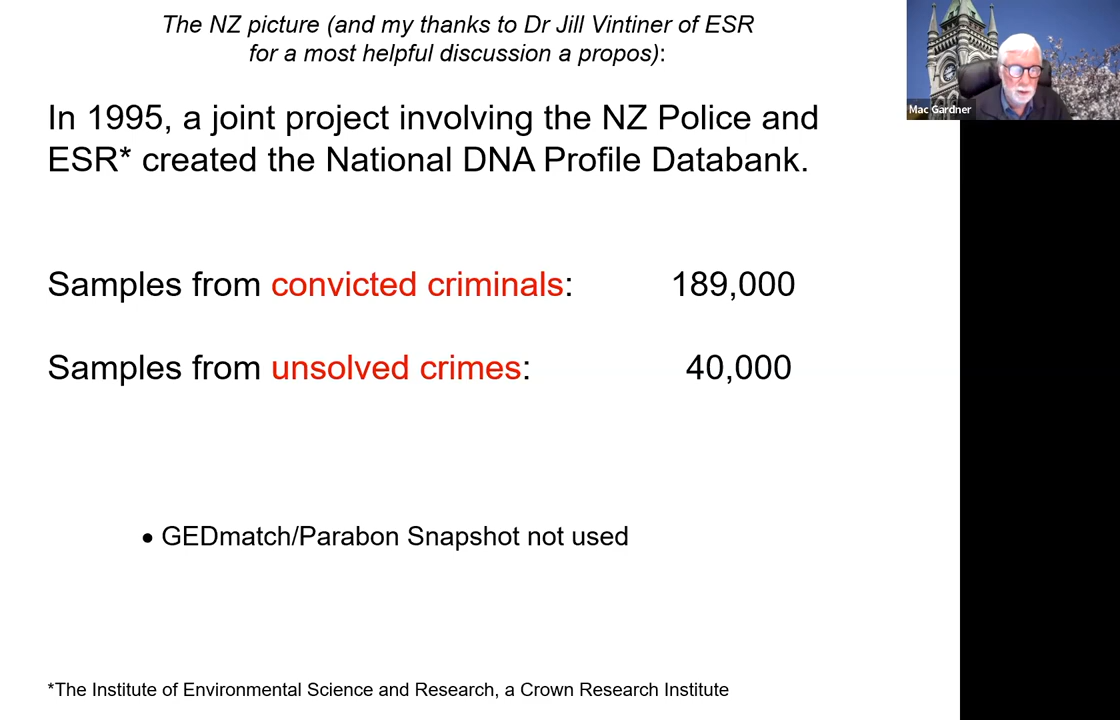 The NZ picture (and my thanks to Dr Jill Vintiner of ESR
for a most helpful discussion a propos):
Mac Gardner
In 1995, a joint project involving the NZ Police and
ESR* created the National DNA Profile Databank.
Samples from convicted criminals: 189,000
Samples from unsolved crimes: 40,000
• GEDmatch/Parabon Snapshot not used
*The Institute of Environmental Science and Research, a Crown Research Institute